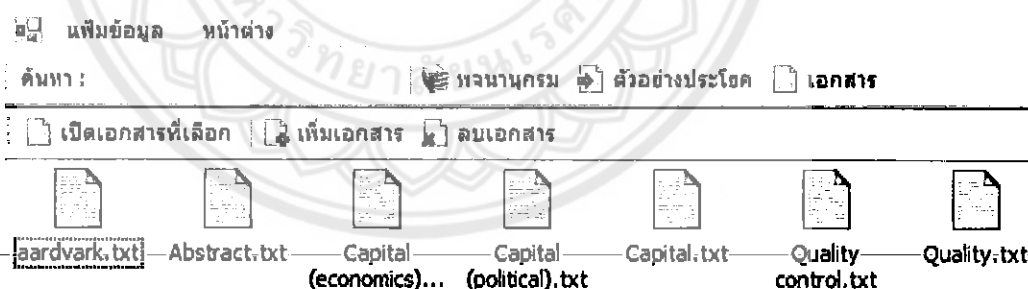 แฟ้มข้อมูล หน้าต่าง
ค้นหา : พจนานุกรม ตัวอย่างประโยค เอกสาร
เปิดเอกสารที่เลือก เพิ่มเอกสาร ลบเอกสาร
aardvark.txt Abstract.txt Capital (economics)... Capital (political).txt Capital.txt Quality control.txt Quality.txt